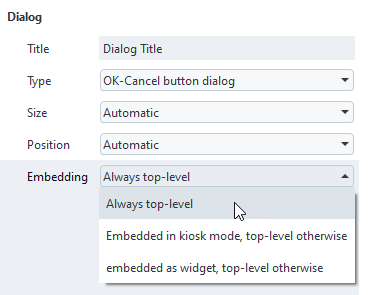 Dialog
Title Dialog Title
Type OK-Cancel button dialog
Size Automatic
Position Automatic
Embedding Always top-level
Always top-level
Embedded in kiosk mode, top-level otherwise
embedded as widget, top-level otherwise